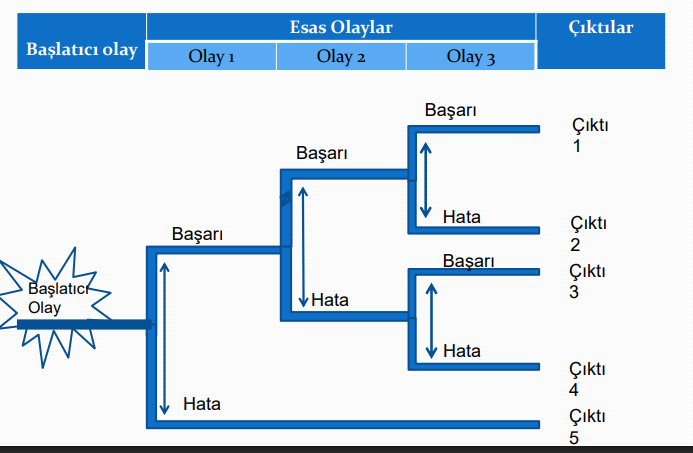 Başlatıcı olay
Esas Olaylar
Çıktılar
Olay 1
Olay 2
Olay 3
Başarı
Çıktı
1
Başarı
Hata
Çıktı
2
Başarı
Başarı
Çıktı
3
Başlatıcı
Olay
Hata
Hata
Çıktı
4
Hata
Çıktı
5